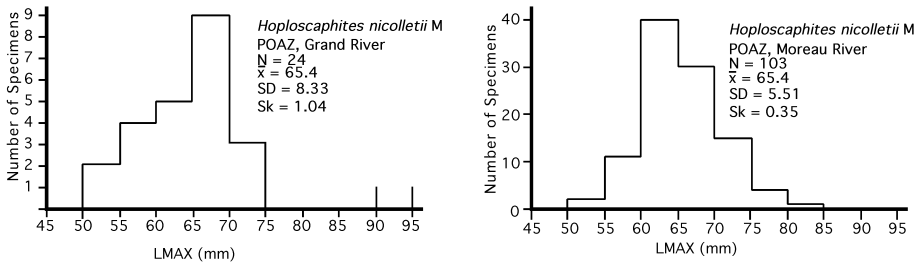 Number of Specimens
9
8
7
6
5
4
3
2
1
45 50 55 60 65 70 75 80 85 90 95
LMAX (mm)
Hoploscaphites nicolletii M
POAZ, Grand River
N = 24
x̅ = 65.4
SD = 8.33
Sk = 1.04
Number of Specimens
40
30
20
10
0
45 50 55 60 65 70 75 80 85 90 95
LMAX (mm)
Hoploscaphites nicolletii M
POAZ, Moreau River
N = 103
x̅ = 65.4
SD = 5.51
Sk = 0.35